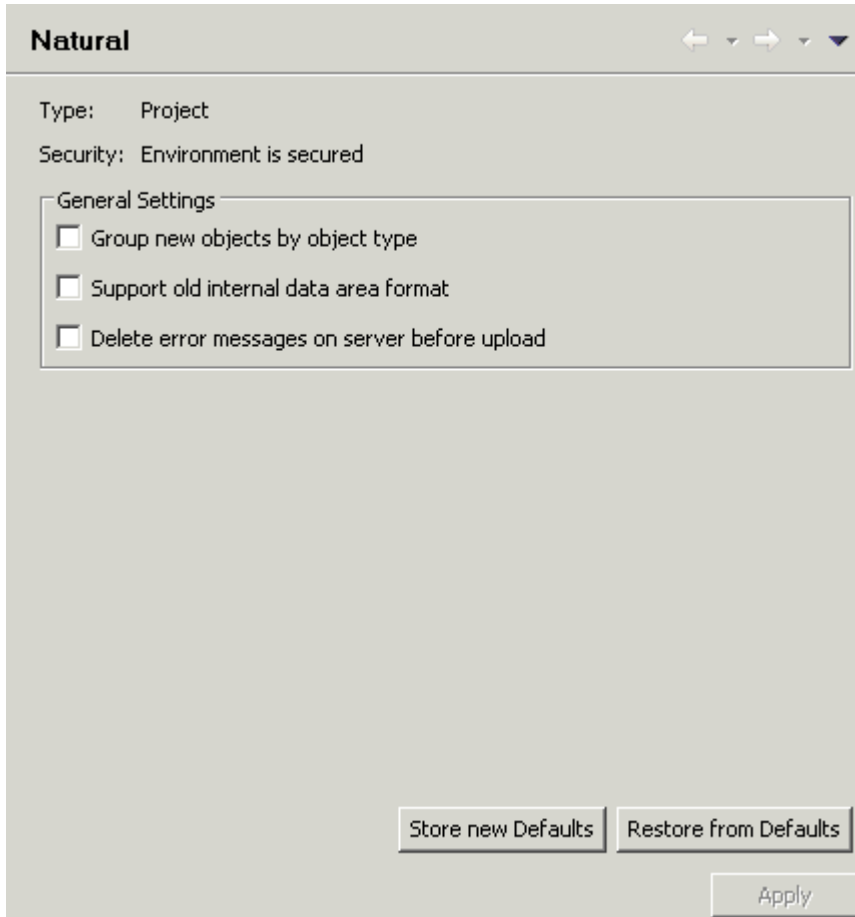 Natural
Type: Project
Security: Environment is secured
General Settings
Group new objects by object type
Support old internal data area format
Delete error messages on server before upload
Store new Defaults Restore from Defaults
Apply